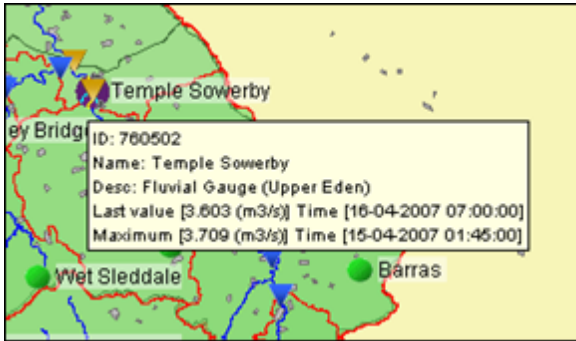 Temple Sowerby
ey Bridg
ID: 760502
Name: Temple Sowerby
Desc: Fluvial Gauge (Upper Eden)
Last value [3.603 (m3/s)] Time [16-04-2007 07:00:00]
Maximum [3.709 (m3/s)] Time [15-04-2007 01:45:00]
Wet Sleddale
Barras